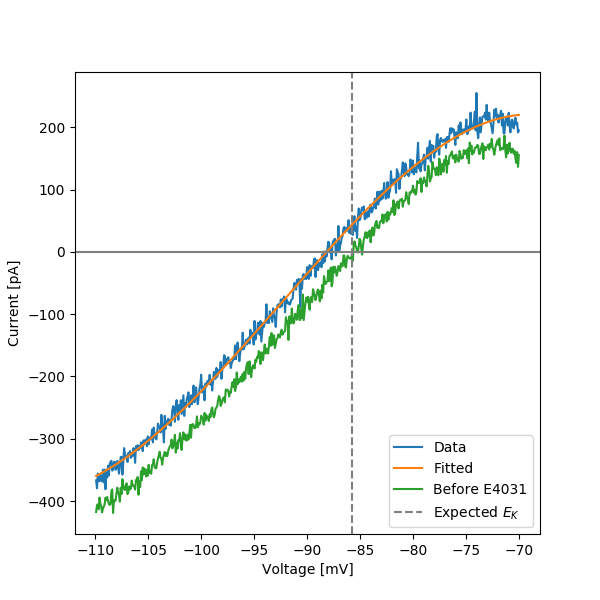 200
100
0
−100
−200
−300
−400
Current [pA]
Data
Fitted
Before E4031
Expected E_K
−110 −105 −100 −95 −90 −85 −80 −75 −70
Voltage [mV]